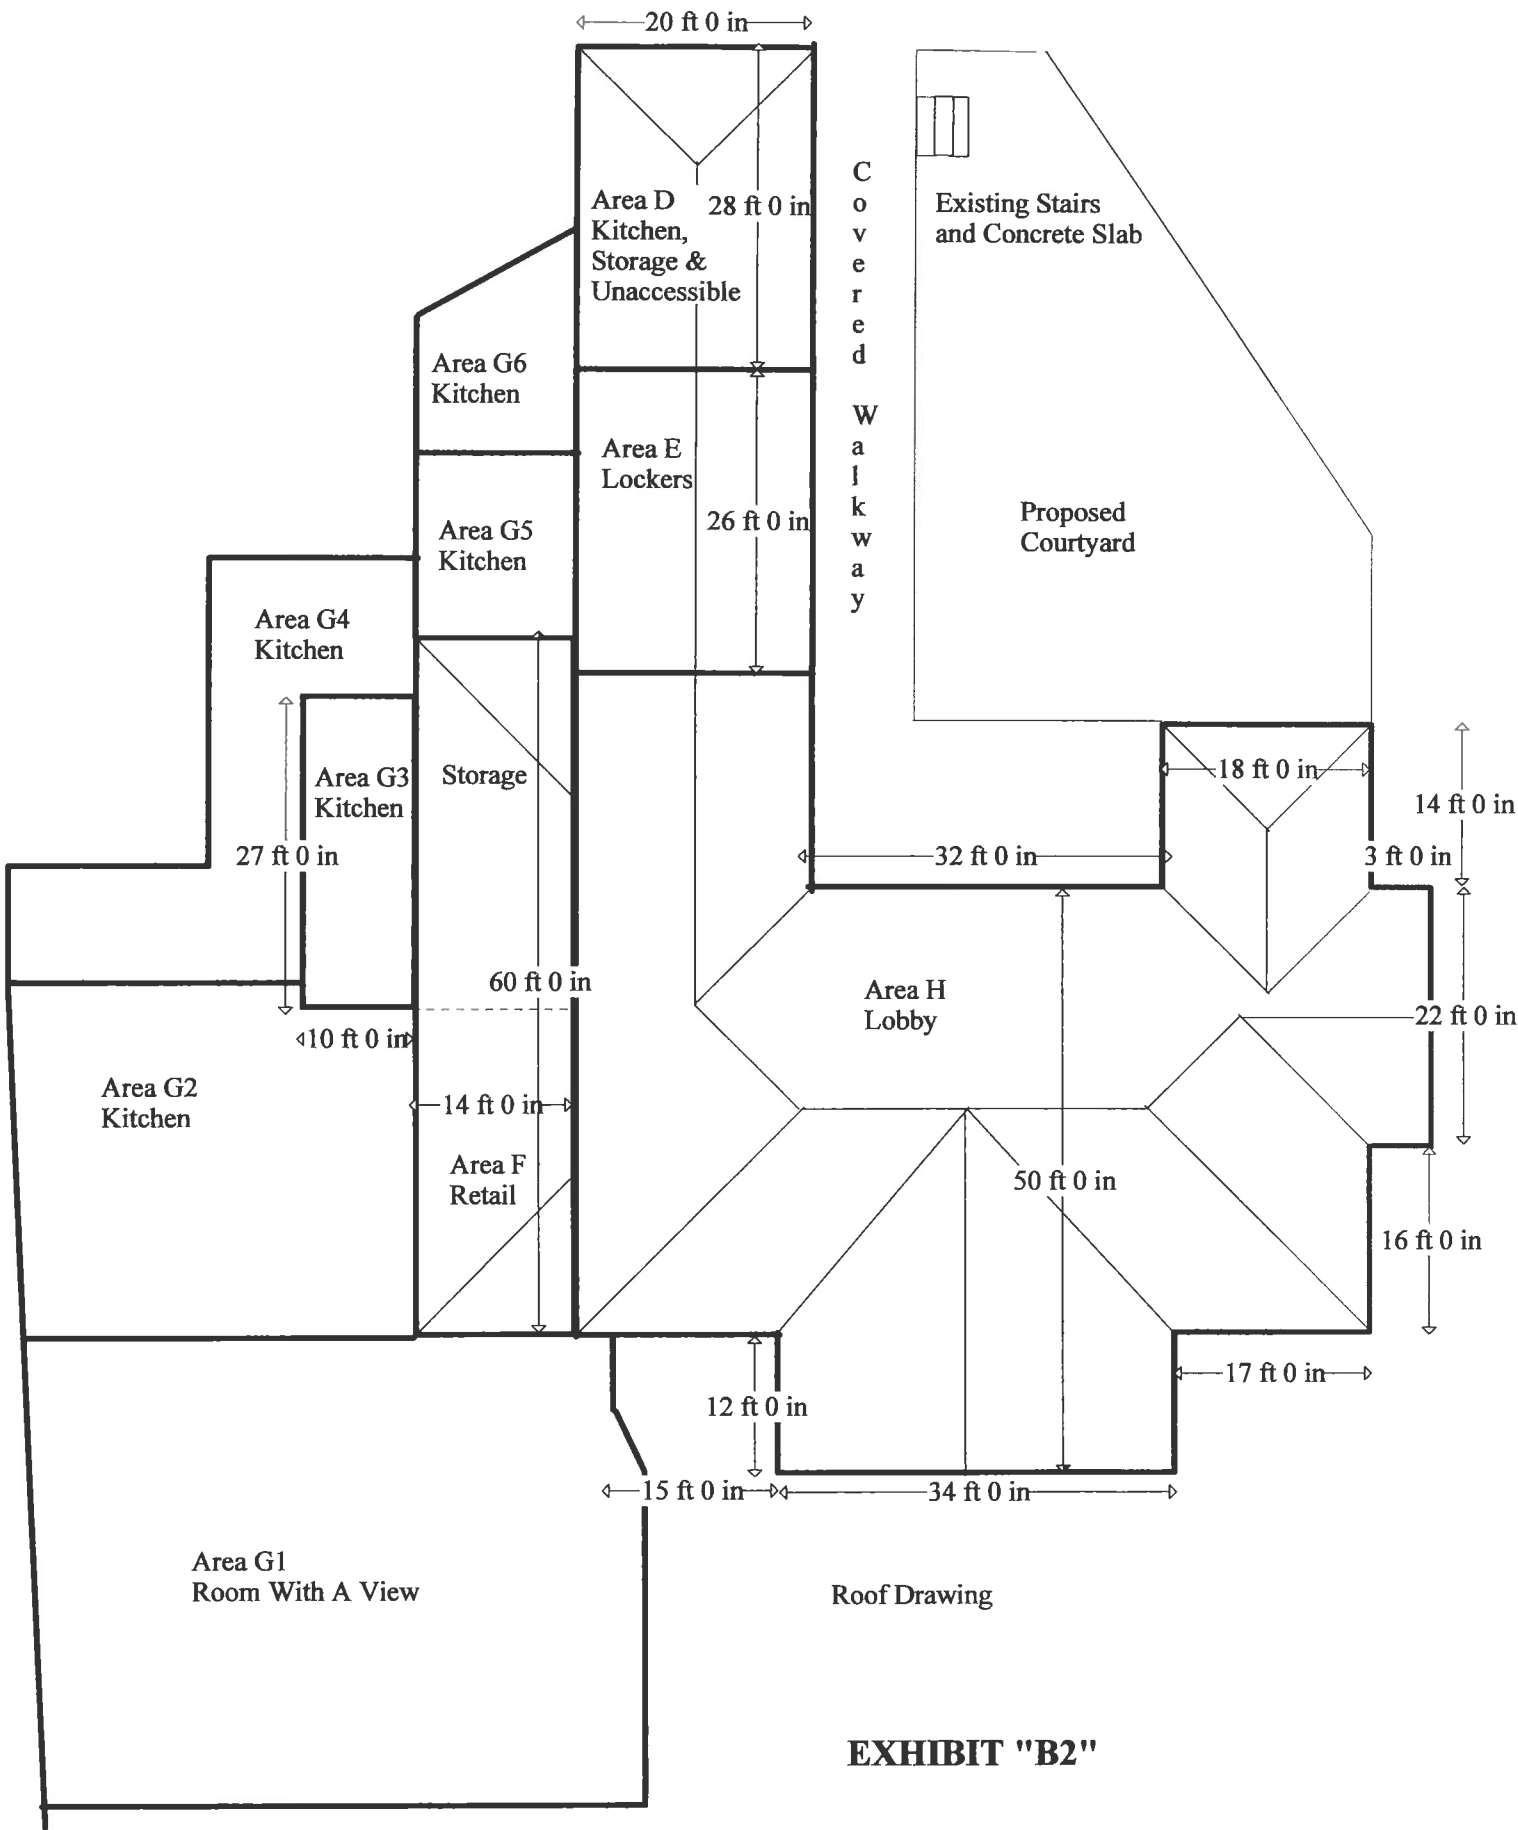 20 ft 0 in
Area D
Kitchen,
Storage &
Unaccessible
28 ft 0 in
Covered Walkway
Existing Stairs
and Concrete Slab
Area G6
Kitchen
Area E
Lockers
26 ft 0 in
Proposed
Courtyard
Area G5
Kitchen
Area G4
Kitchen
Area G3
Kitchen
Storage
18 ft 0 in
14 ft 0 in
27 ft 0 in
32 ft 0 in
3 ft 0 in
60 ft 0 in
Area H
Lobby
22 ft 0 in
10 ft 0 in
Area G2
Kitchen
14 ft 0 in
Area F
Retail
50 ft 0 in
16 ft 0 in
17 ft 0 in
12 ft 0 in
15 ft 0 in
34 ft 0 in
Area G1
Room With A View
Roof Drawing
EXHIBIT "B2"